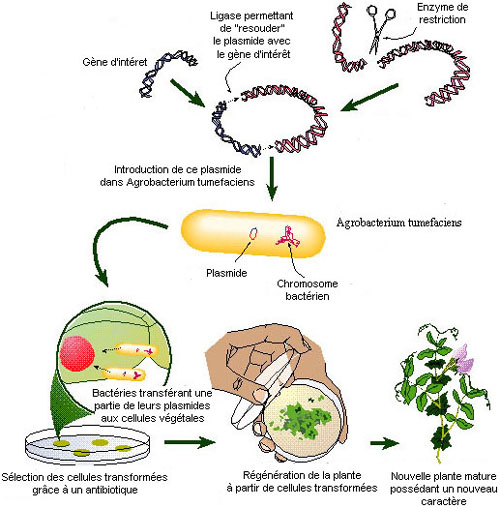 Ligase permettant
de "resouder"
le plasmide avec
le gène d'intérêt
Enzyme de
restriction
Gène d'intéret
Introduction de ce plasmide
dans Agrobacterium tumefaciens
Agrobacterium tumefaciens
Plasmide
Chromosome
bactérien
Bactéries transférant une
partie de leurs plasmides
aux cellules végétales
Sélection des cellules transformées
grâce à un antibiotique
Régénération de la plante
à partir de cellules transformées
Nouvelle plante mature
possédant un nouveau
caractère